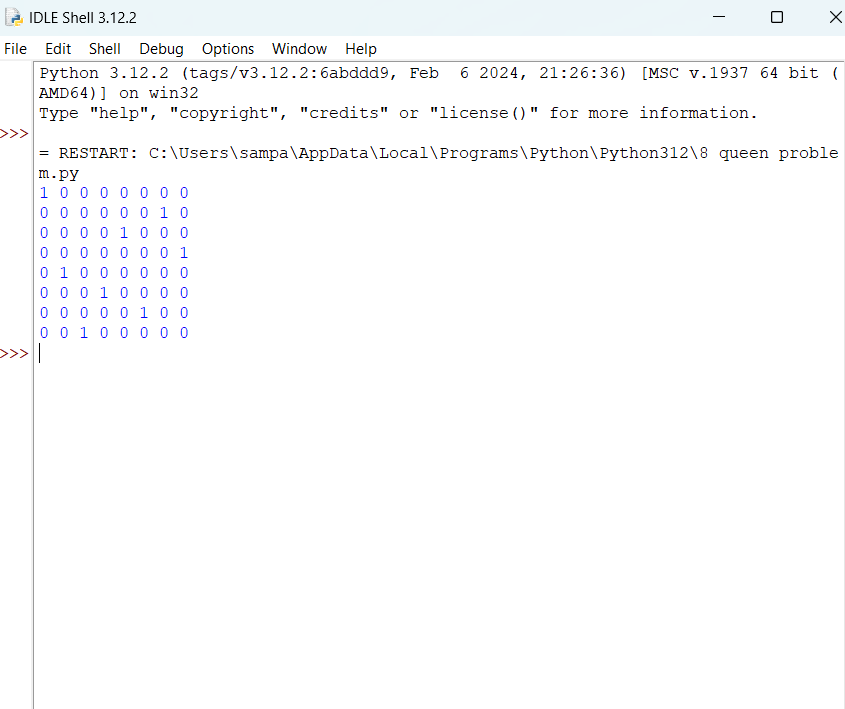 IDLE Shell 3.12.2
File Edit Shell Debug Options Window Help
Python 3.12.2 (tags/v3.12.2:6abddd9, Feb  6 2024, 21:26:36) [MSC v.1937 64 bit (
AMD64)] on win32
Type "help", "copyright", "credits" or "license()" for more information.
>>>
= RESTART: C:\Users\sampa\AppData\Local\Programs\Python\Python312\8 queen proble
m.py
1 0 0 0 0 0 0 0
0 0 0 0 0 0 1 0
0 0 0 0 1 0 0 0
0 0 0 0 0 0 0 1
0 1 0 0 0 0 0 0
0 0 0 1 0 0 0 0
0 0 0 0 0 1 0 0
0 0 1 0 0 0 0 0
>>>